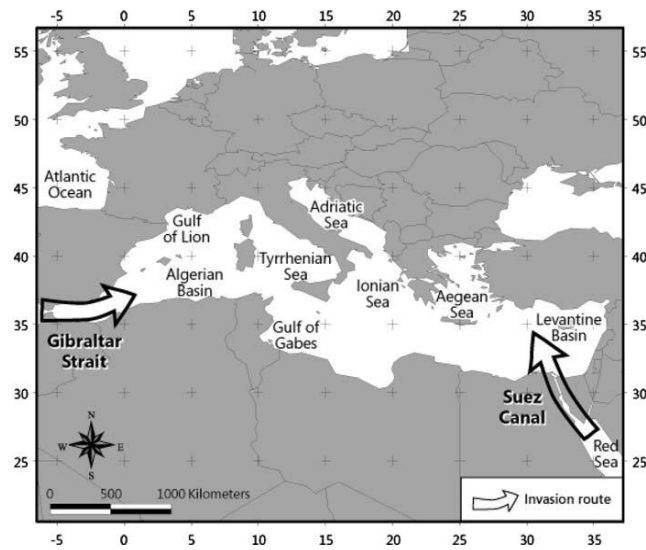 -5 0 5 10 15 20 25 30 35
55 55
50 50
Atlantic
Ocean
45 45
Adriatic
Sea
Gulf
of Lion
40 40
Tyrrhenian
Sea
Algerian
Basin
Ionian
Sea
Aegean
Sea
Levantine
Basin
35 35
Gibraltar
Strait
Gulf of
Gabes
30 30
Suez
Canal
Red
Sea
N
W E
S
25 25
0 500 1000 Kilometers
Invasion route
-5 0 5 10 15 20 25 30 35